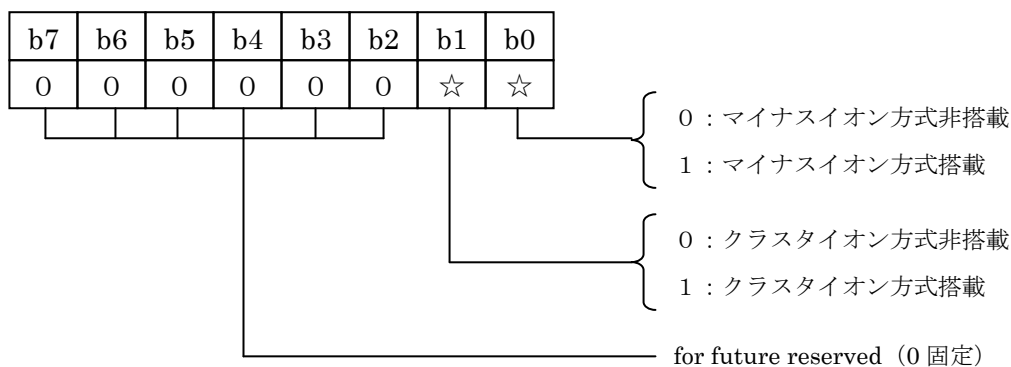 b7 b6 b5 b4 b3 b2 b1 b0
0 0 0 0 0 0 ☆ ☆
0:マイナスイオン方式非搭載
1:マイナスイオン方式搭載
0:クラスタイオン方式非搭載
1:クラスタイオン方式搭載
for future reserved(0 固定)